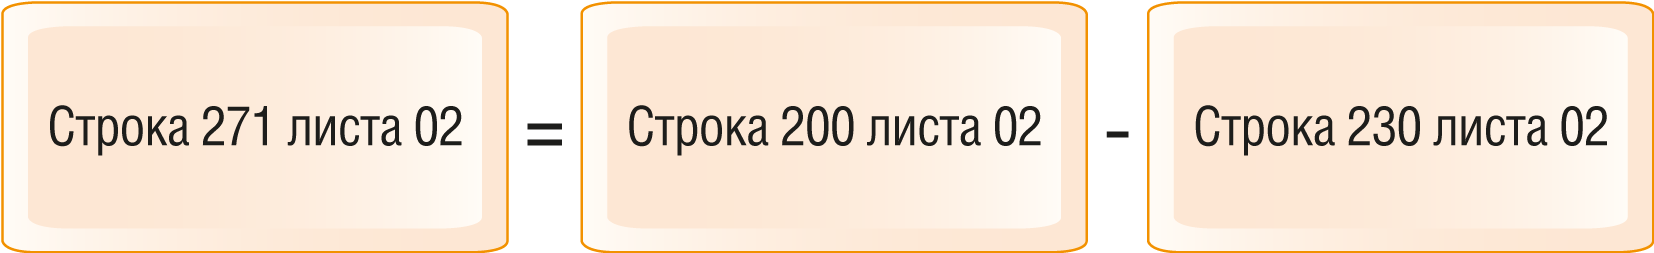 Строка 271 листа 02 = Строка 200 листа 02 - Строка 230 листа 02